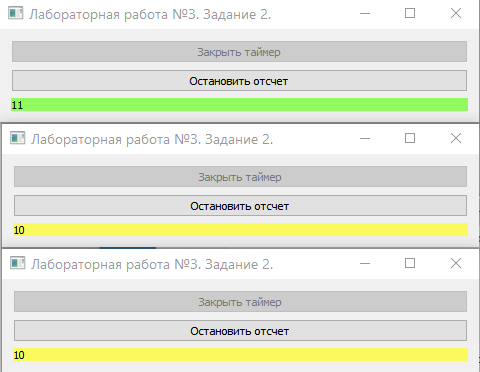 Лабораторная работа №3. Задание 2.
Закрыть таймер
Остановить отсчет
11
Лабораторная работа №3. Задание 2.
Закрыть таймер
Остановить отсчет
10
Лабораторная работа №3. Задание 2.
Закрыть таймер
Остановить отсчет
10